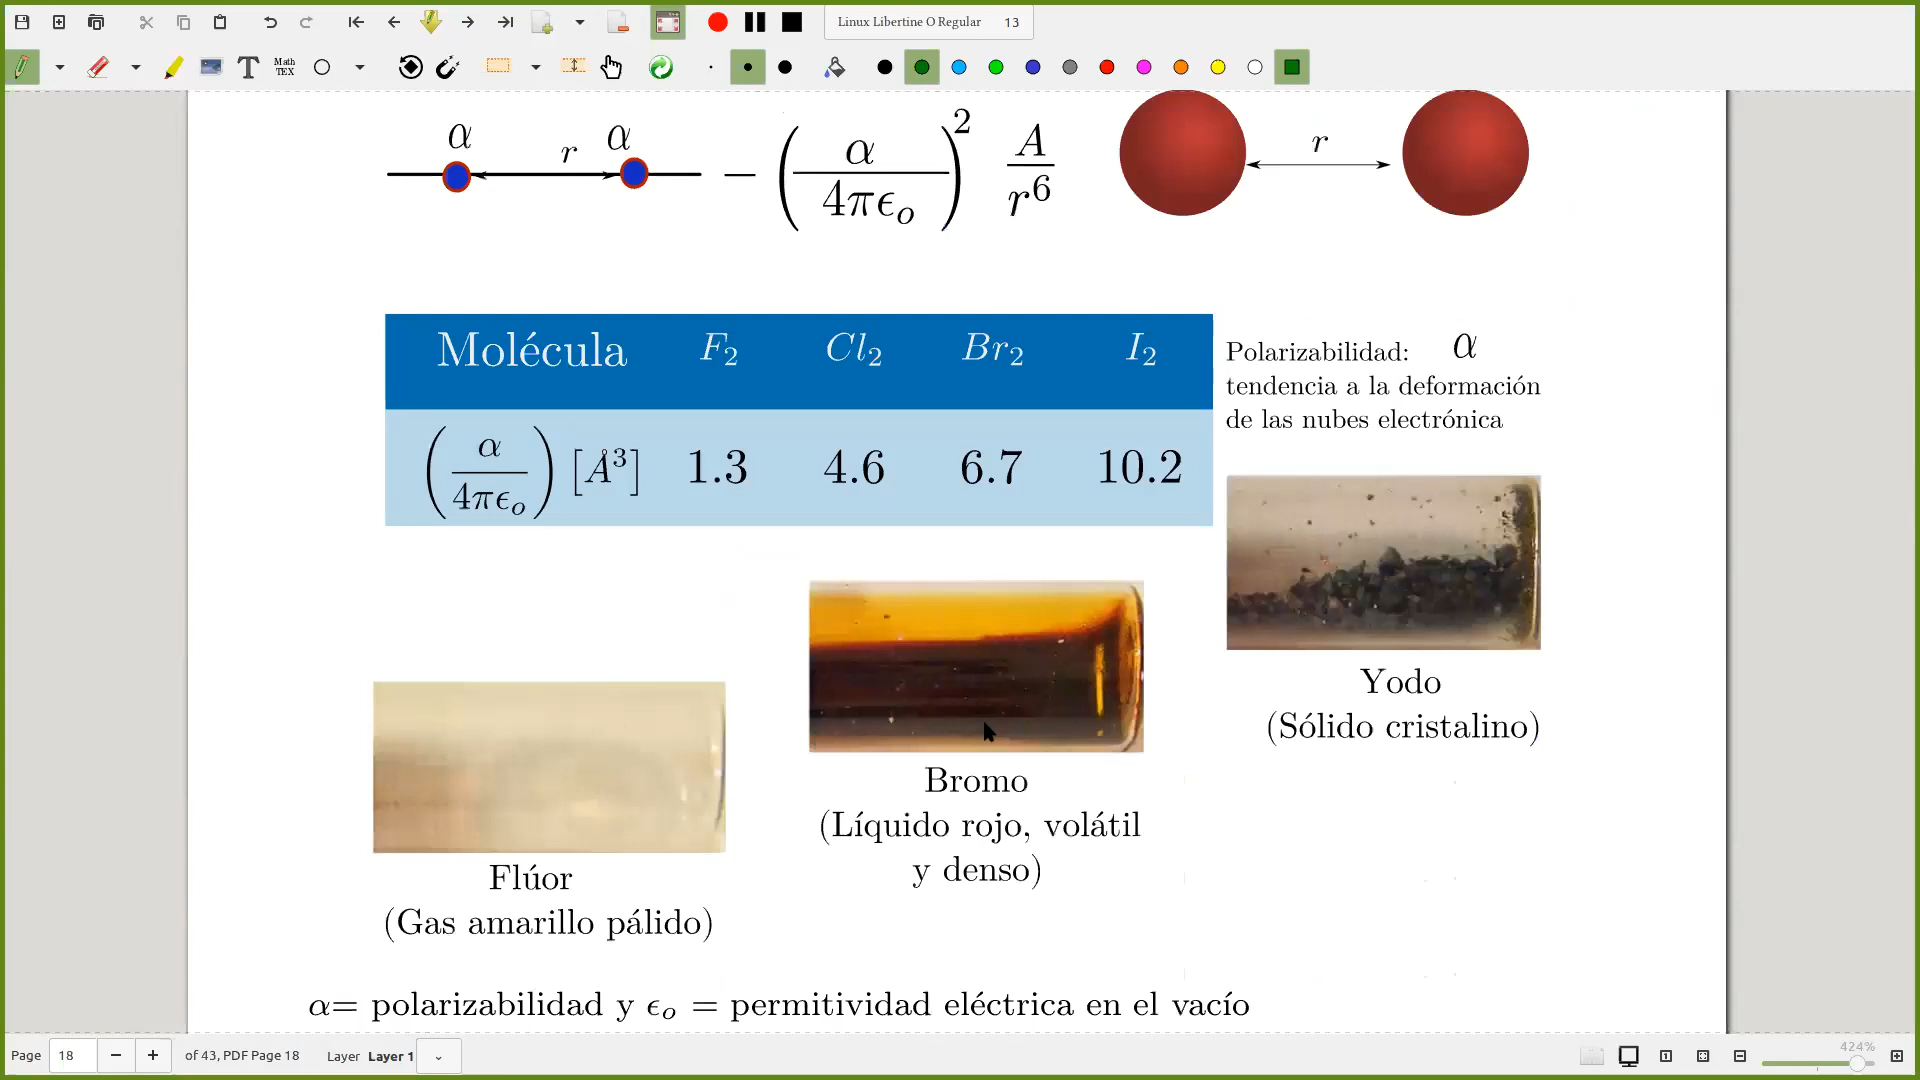 Linux Libertine O Regular 13
Math
TEX
α r α − (α / 4πϵₒ)² A / r⁶ r
Molécula F₂ Cl₂ Br₂ I₂
(α / 4πϵₒ) [Å³] 1.3 4.6 6.7 10.2
Polarizabilidad: α
tendencia a la deformación
de las nubes electrónica
Yodo
(Sólido cristalino)
Bromo
(Líquido rojo, volátil
y denso)
Flúor
(Gas amarillo pálido)
α= polarizabilidad y ϵₒ = permitividad eléctrica en el vacío
Page 18 of 43, PDF Page 18 Layer Layer 1
424%